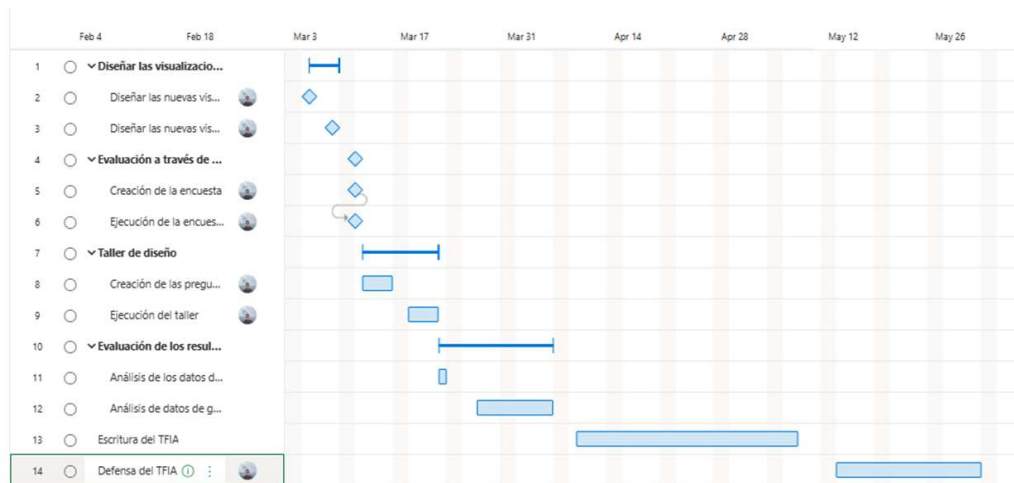 Feb 4 Feb 18 Mar 3 Mar 17 Mar 31 Apr 14 Apr 28 May 12 May 26
1 Diseñar las visualizacio...
2 Diseñar las nuevas vis...
3 Diseñar las nuevas vis...
4 Evaluación a través de ...
5 Creación de la encuesta
6 Ejecución de la encues...
7 Taller de diseño
8 Creación de las pregu...
9 Ejecución del taller
10 Evaluación de los resul...
11 Análisis de los datos d...
12 Análisis de datos de g...
13 Escritura del TFIA
14 Defensa del TFIA